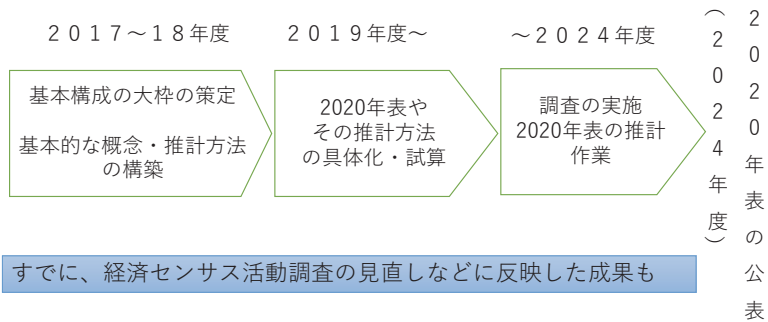 ２０１７～１８年度
２０１９年度～
～２０２４年度
基本構成の大枠の策定
基本的な概念・推計方法
の構築
2020年表や
その推計方法
の具体化・試算
調査の実施
2020年表の推計
作業
２０２０年表の公表
（２０２４年度）
すでに、経済センサス活動調査の見直しなどに反映した成果も